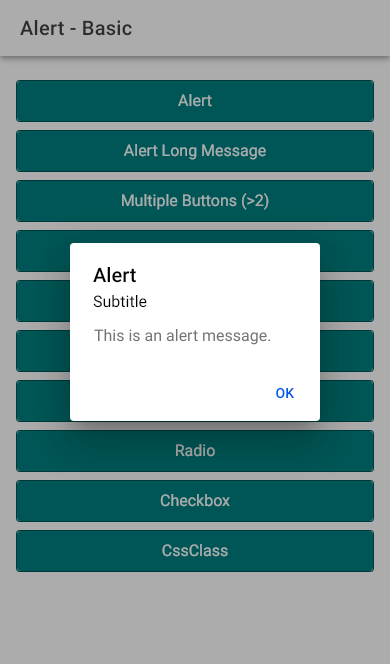 Alert - Basic
Alert
Alert Long Message
Multiple Buttons (>2)
Alert
Subtitle
This is an alert message.
OK
Radio
Checkbox
CssClass